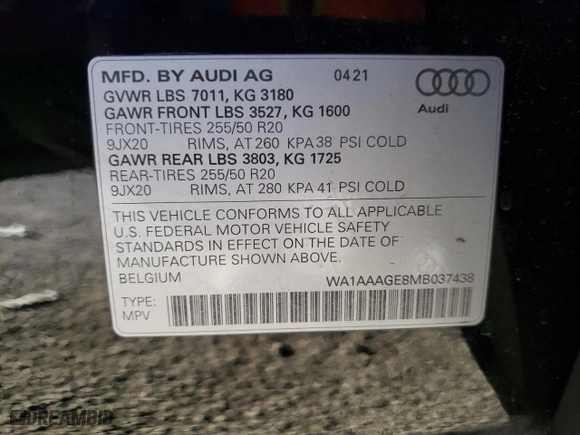 MFD. BY AUDI AG 04 21
GVWR LBS 7011, KG 3180
GAWR FRONT LBS 3527, KG 1600
FRONT-TIRES 255/50 R20
9JX20 RIMS, AT 260 KPA 38 PSI COLD
GAWR REAR LBS 3803, KG 1725
REAR-TIRES 255/50 R20
9JX20 RIMS, AT 280 KPA 41 PSI COLD
Audi
THIS VEHICLE CONFORMS TO ALL APPLICABLE
U.S. FEDERAL MOTOR VEHICLE SAFETY
STANDARDS IN EFFECT ON THE DATE OF
MANUFACTURE SHOWN ABOVE.
BELGIUM WA1AAAGE8MB037438
TYPE:
MPV
DREAMBID